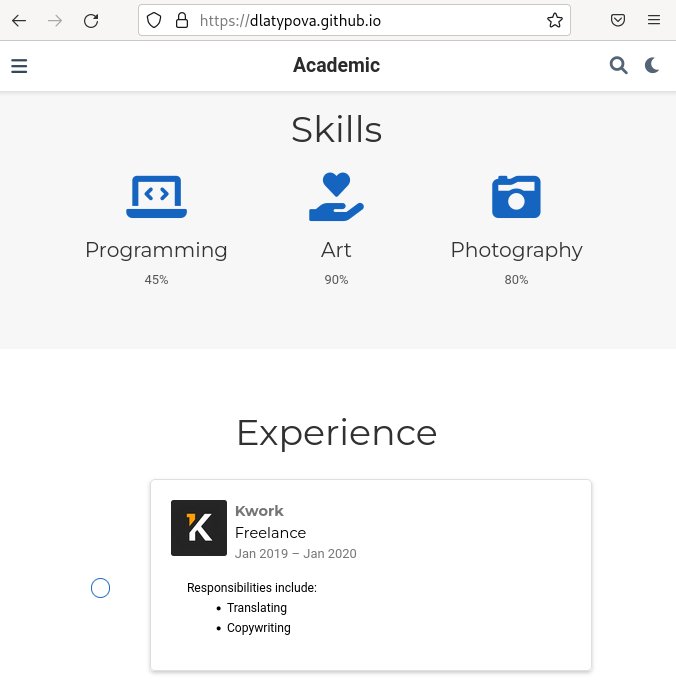 https://dlatypova.github.io
Academic
Skills
Programming Art Photography
45% 90% 80%
Experience
K
Kwork
Freelance
Jan 2019 – Jan 2020
Responsibilities include:
• Translating
• Copywriting